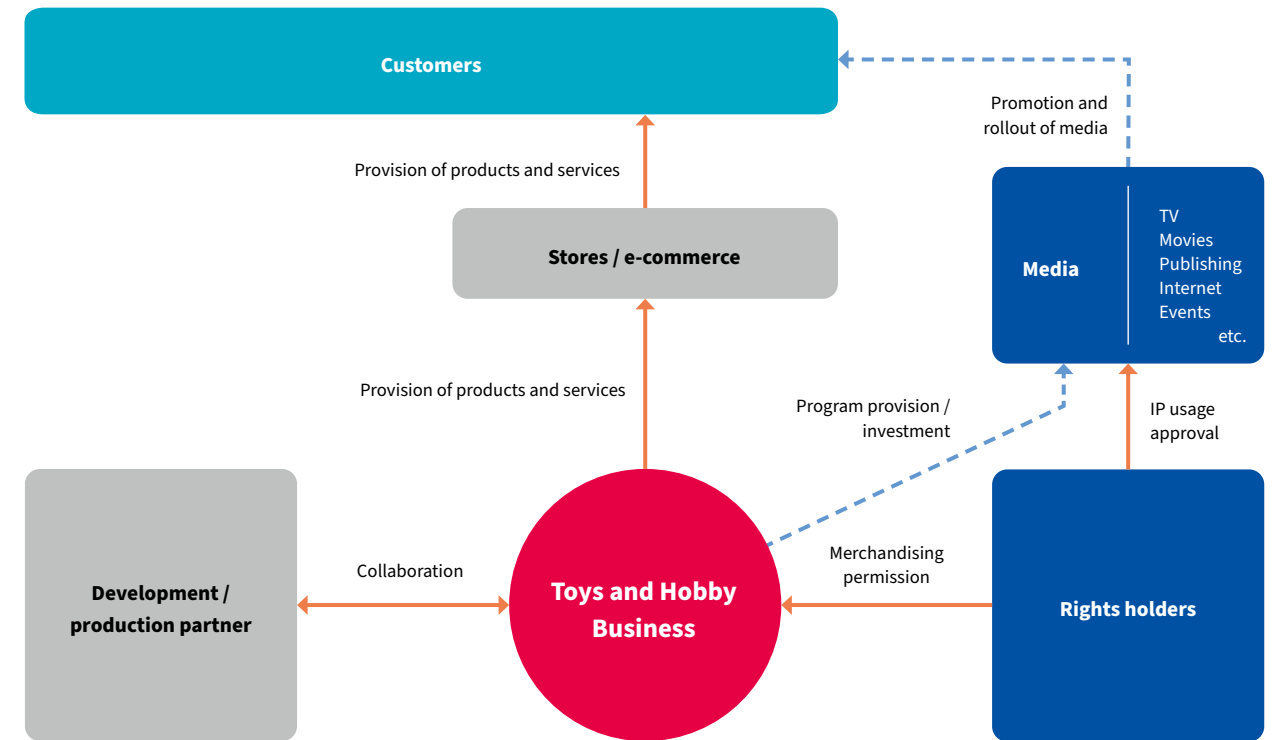 Customers
Promotion and
rollout of media
Provision of products and services
Stores / e-commerce
Media
TV
Movies
Publishing
Internet
Events
etc.
Provision of products and services
Program provision /
investment
IP usage
approval
Development /
production partner
Collaboration
Toys and Hobby
Business
Merchandising
permission
Rights holders